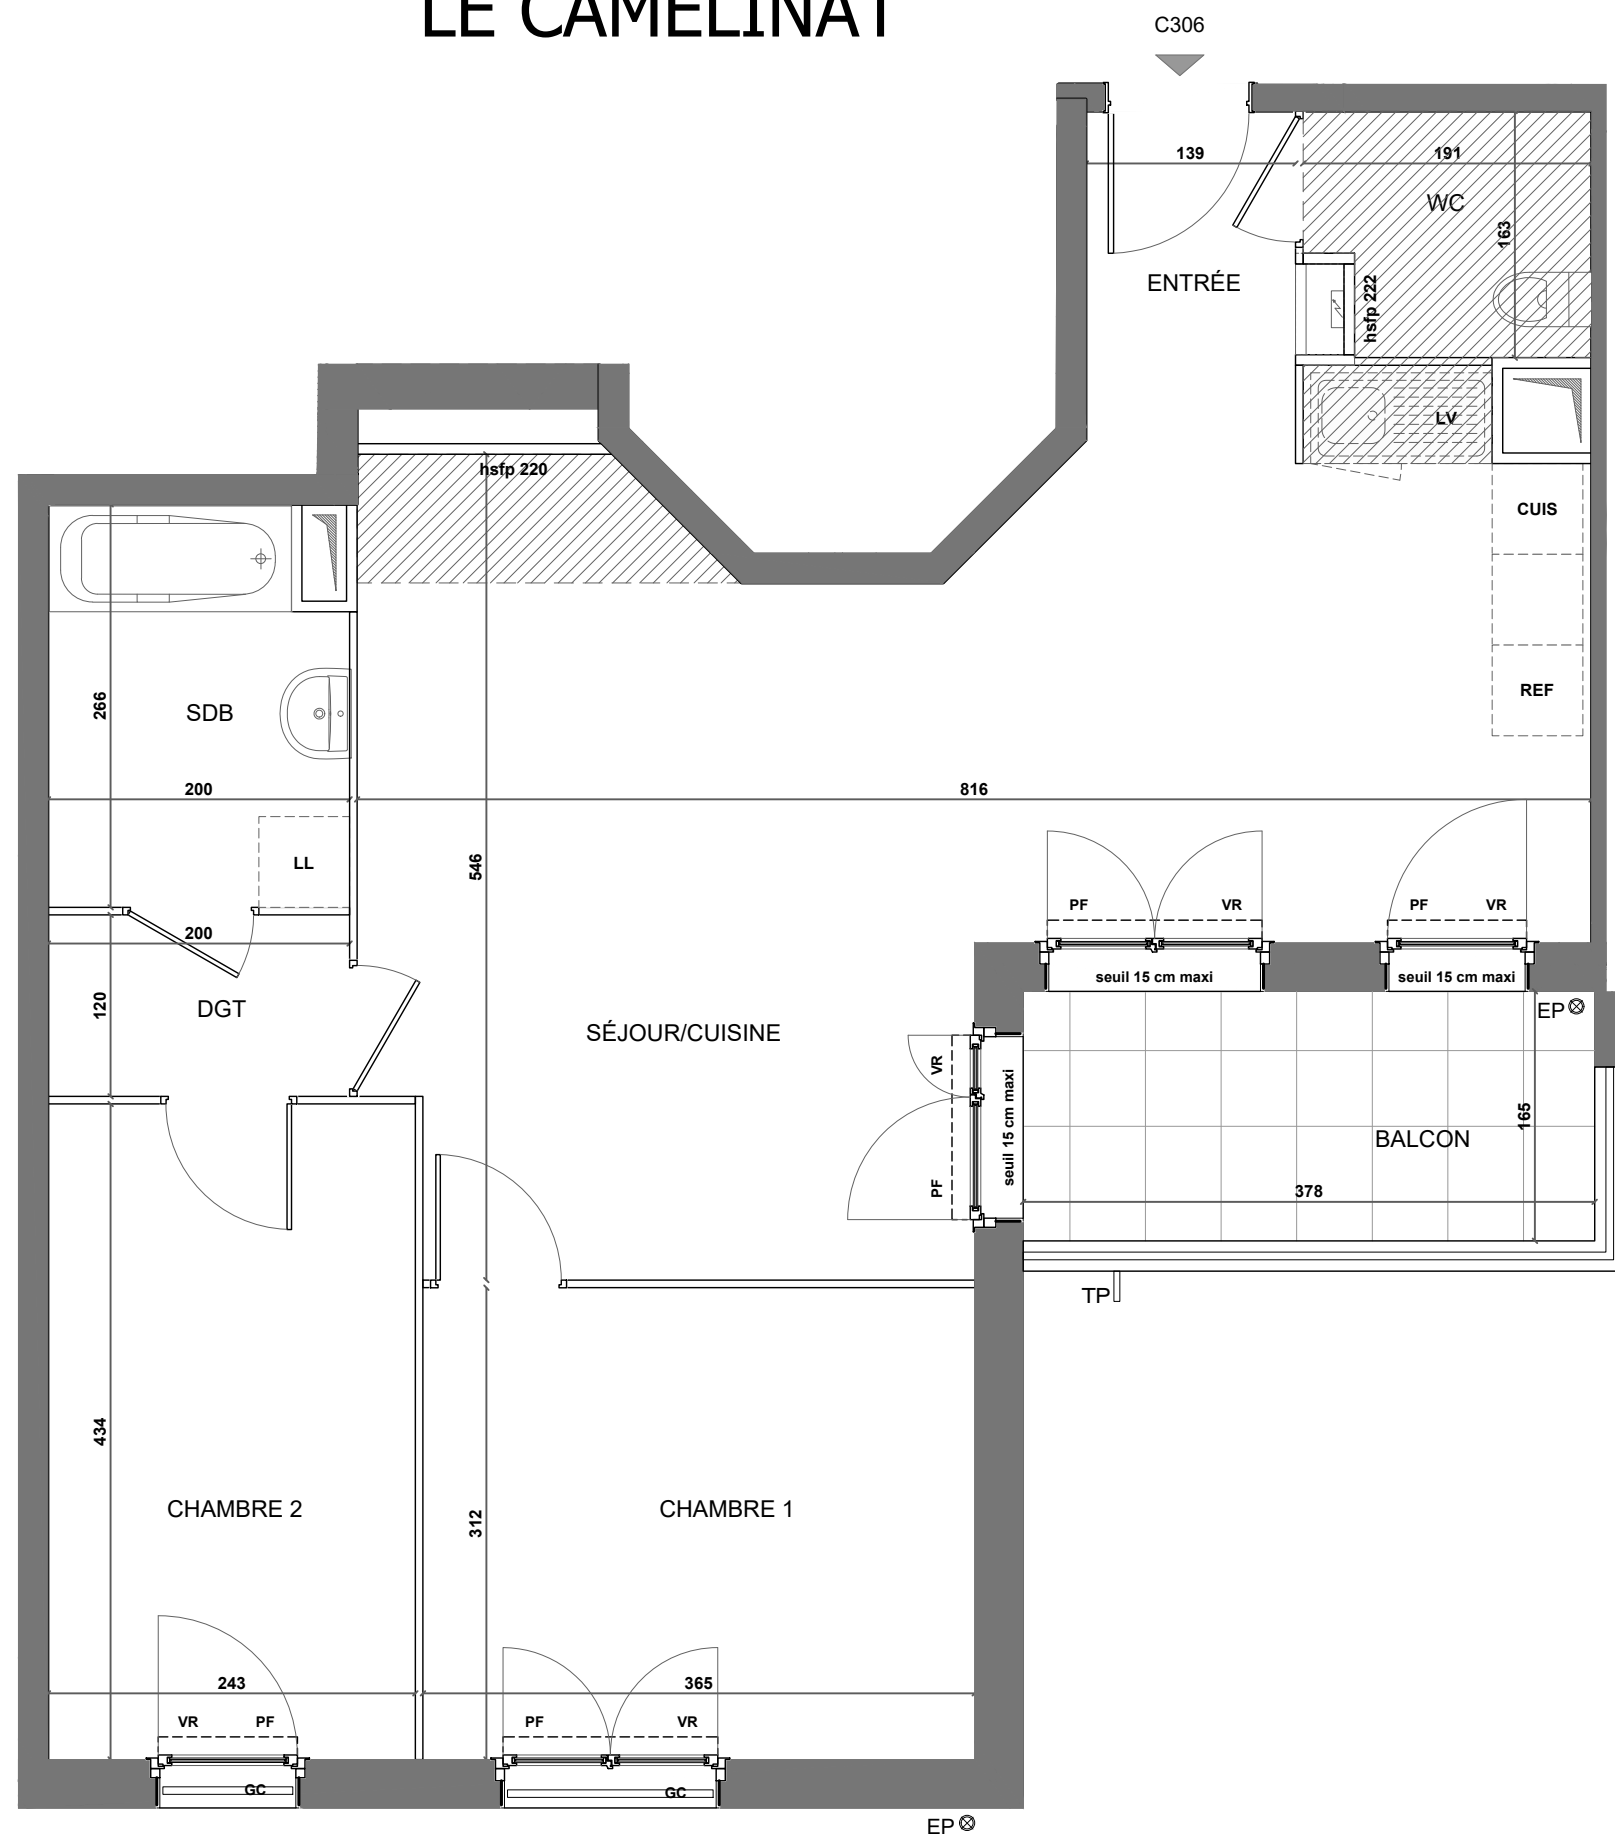 LE CAMELINAT
C306
139
191
WC
163
ENTRÉE
hsfp 222
LV
hsfp 220
CUIS
REF
266
SDB
200
816
LL
546
PF
VR
PF
VR
200
seuil 15 cm maxi
seuil 15 cm maxi
120
DGT
EP
SÉJOUR/CUISINE
VR
seuil 15 cm maxi
165
BALCON
PF
378
TP
434
CHAMBRE 2
312
CHAMBRE 1
243
365
VR
PF
PF
VR
GC
GC
EP